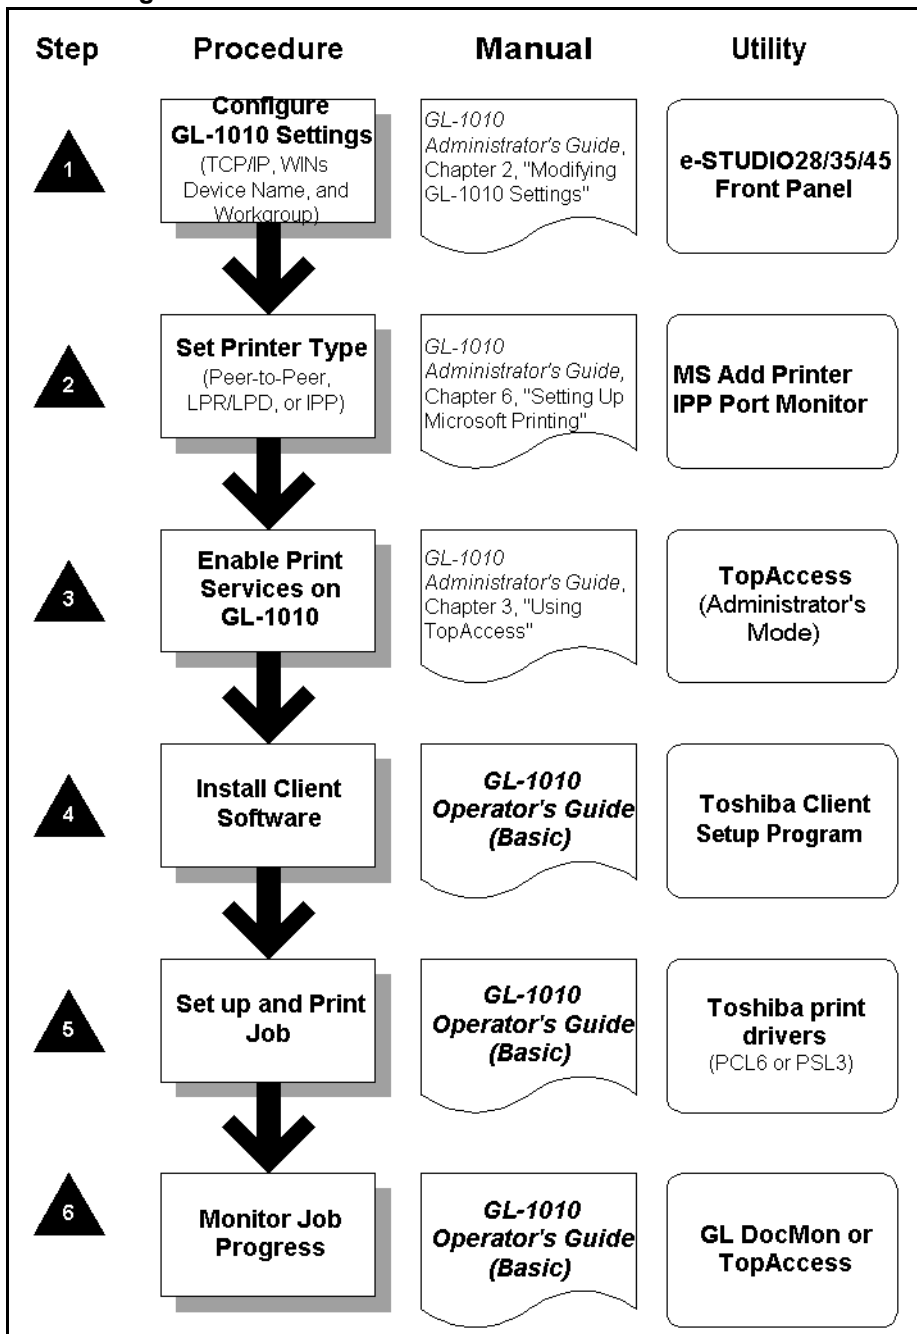 Step Procedure Manual Utility
1
Configure
GL-1010 Settings
(TCP/IP, WINs
Device Name, and
Workgroup)
GL-1010
Administrator's Guide,
Chapter 2, "Modifying
GL-1010 Settings"
e-STUDIO28/35/45
Front Panel
2
Set Printer Type
(Peer-to-Peer,
LPR/LPD, or IPP)
GL-1010
Administrator's Guide,
Chapter 6, "Setting Up
Microsoft Printing"
MS Add Printer
IPP Port Monitor
3
Enable Print
Services on
GL-1010
GL-1010
Administrator's Guide,
Chapter 3, "Using
TopAccess"
TopAccess
(Administrator's
Mode)
4
Install Client
Software
GL-1010
Operator's Guide
(Basic)
Toshiba Client
Setup Program
5
Set up and Print
Job
GL-1010
Operator's Guide
(Basic)
Toshiba print
drivers
(PCL6 or PSL3)
6
Monitor Job
Progress
GL-1010
Operator's Guide
(Basic)
GL DocMon or
TopAccess